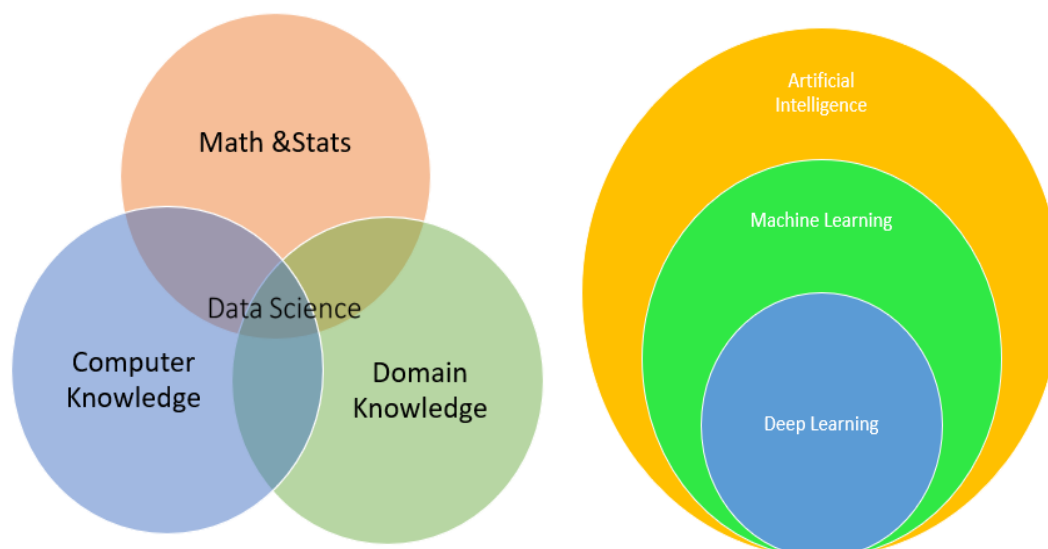 Math &Stats
Data Science
Computer
Knowledge
Domain
Knowledge
Artificial
Intelligence
Machine Learning
Deep Learning